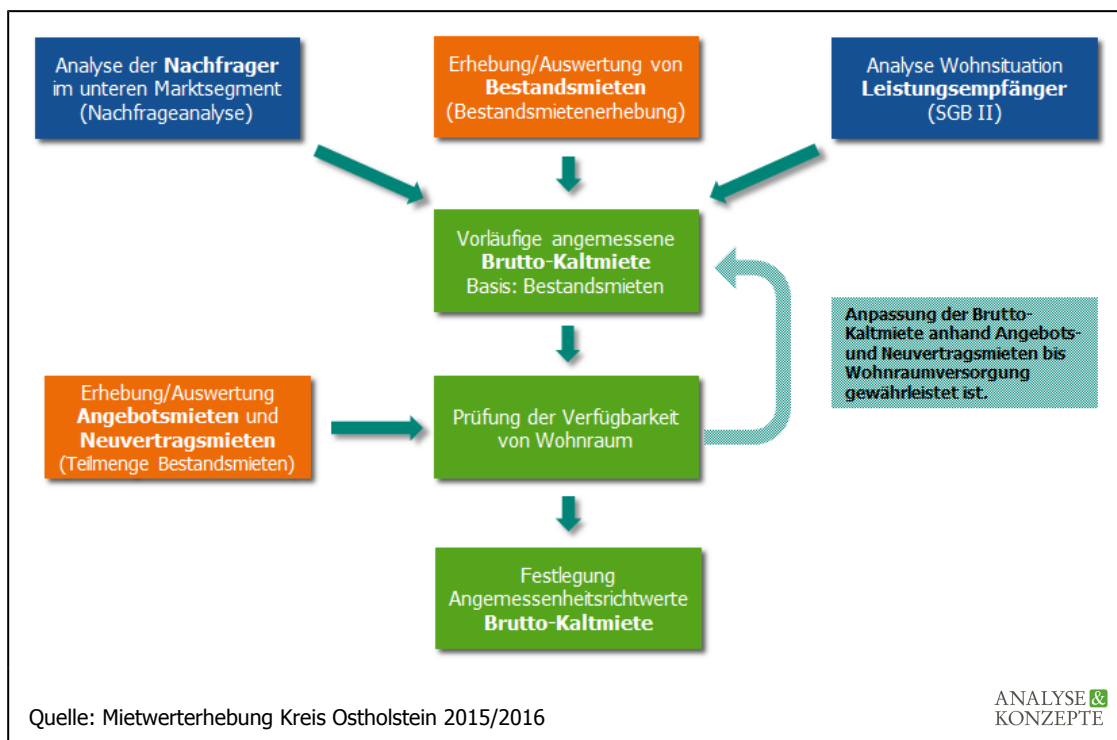 Analyse der Nachfrager
im unteren Marktsegment
(Nachfrageanalyse)
Erhebung/Auswertung von
Bestandsmieten
(Bestandsmietenerhebung)
Analyse Wohnsituation
Leistungsempfänger
(SGB II)
Vorläufige angemessene
Brutto-Kaltmiete
Basis: Bestandsmieten
Anpassung der Brutto-
Kaltmiete anhand Angebots-
und Neuvertragsmieten bis
Wohnraumversorgung
gewährleistet ist.
Erhebung/Auswertung
Angebotsmieten und
Neuvertragsmieten
(Teilmenge Bestandsmieten)
Prüfung der Verfügbarkeit
von Wohnraum
Festlegung
Angemessenheitsrichtwerte
Brutto-Kaltmiete
Quelle: Mietwerterhebung Kreis Ostholstein 2015/2016
ANALYSE &
KONZEPTE